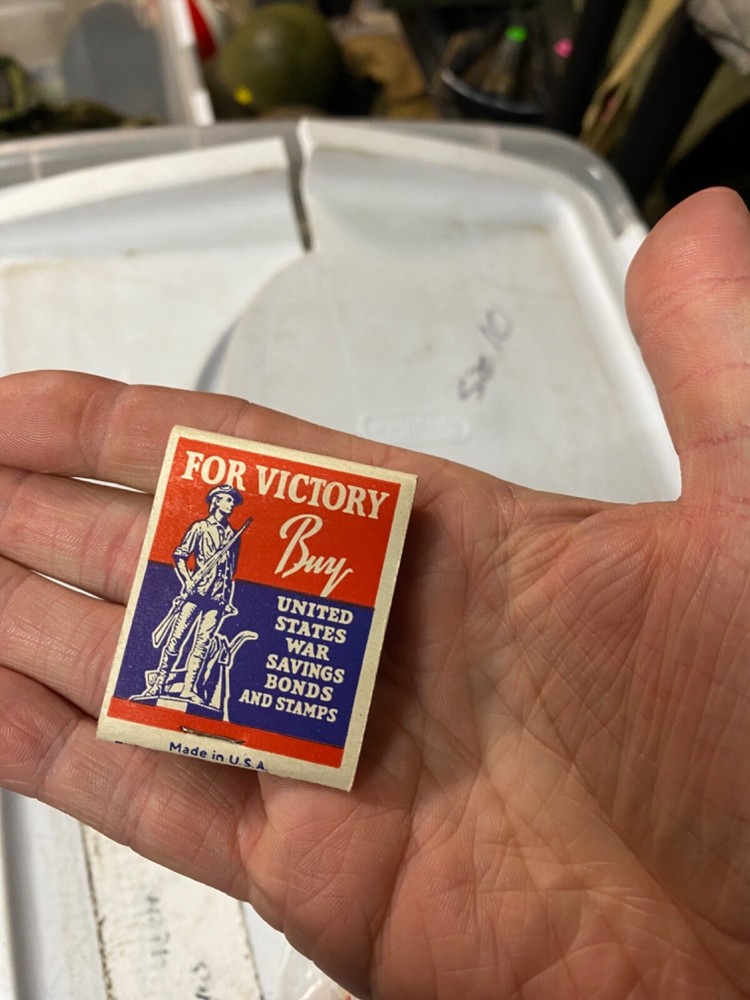 FOR VICTORY
Buy
UNITED
STATES
WAR
SAVINGS
BONDS
AND STAMPS
Made in U.S.A.